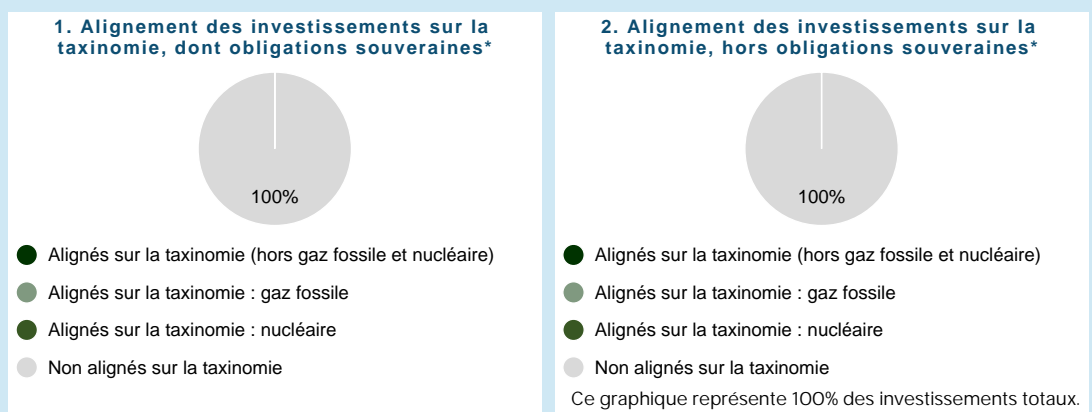 1. Alignement des investissements sur la
taxinomie, dont obligations souveraines*
100%
Alignés sur la taxinomie (hors gaz fossile et nucléaire)
Alignés sur la taxinomie : gaz fossile
Alignés sur la taxinomie : nucléaire
Non alignés sur la taxinomie
2. Alignement des investissements sur la
taxinomie, hors obligations souveraines*
100%
Alignés sur la taxinomie (hors gaz fossile et nucléaire)
Alignés sur la taxinomie : gaz fossile
Alignés sur la taxinomie : nucléaire
Non alignés sur la taxinomie
Ce graphique représente 100% des investissements totaux.